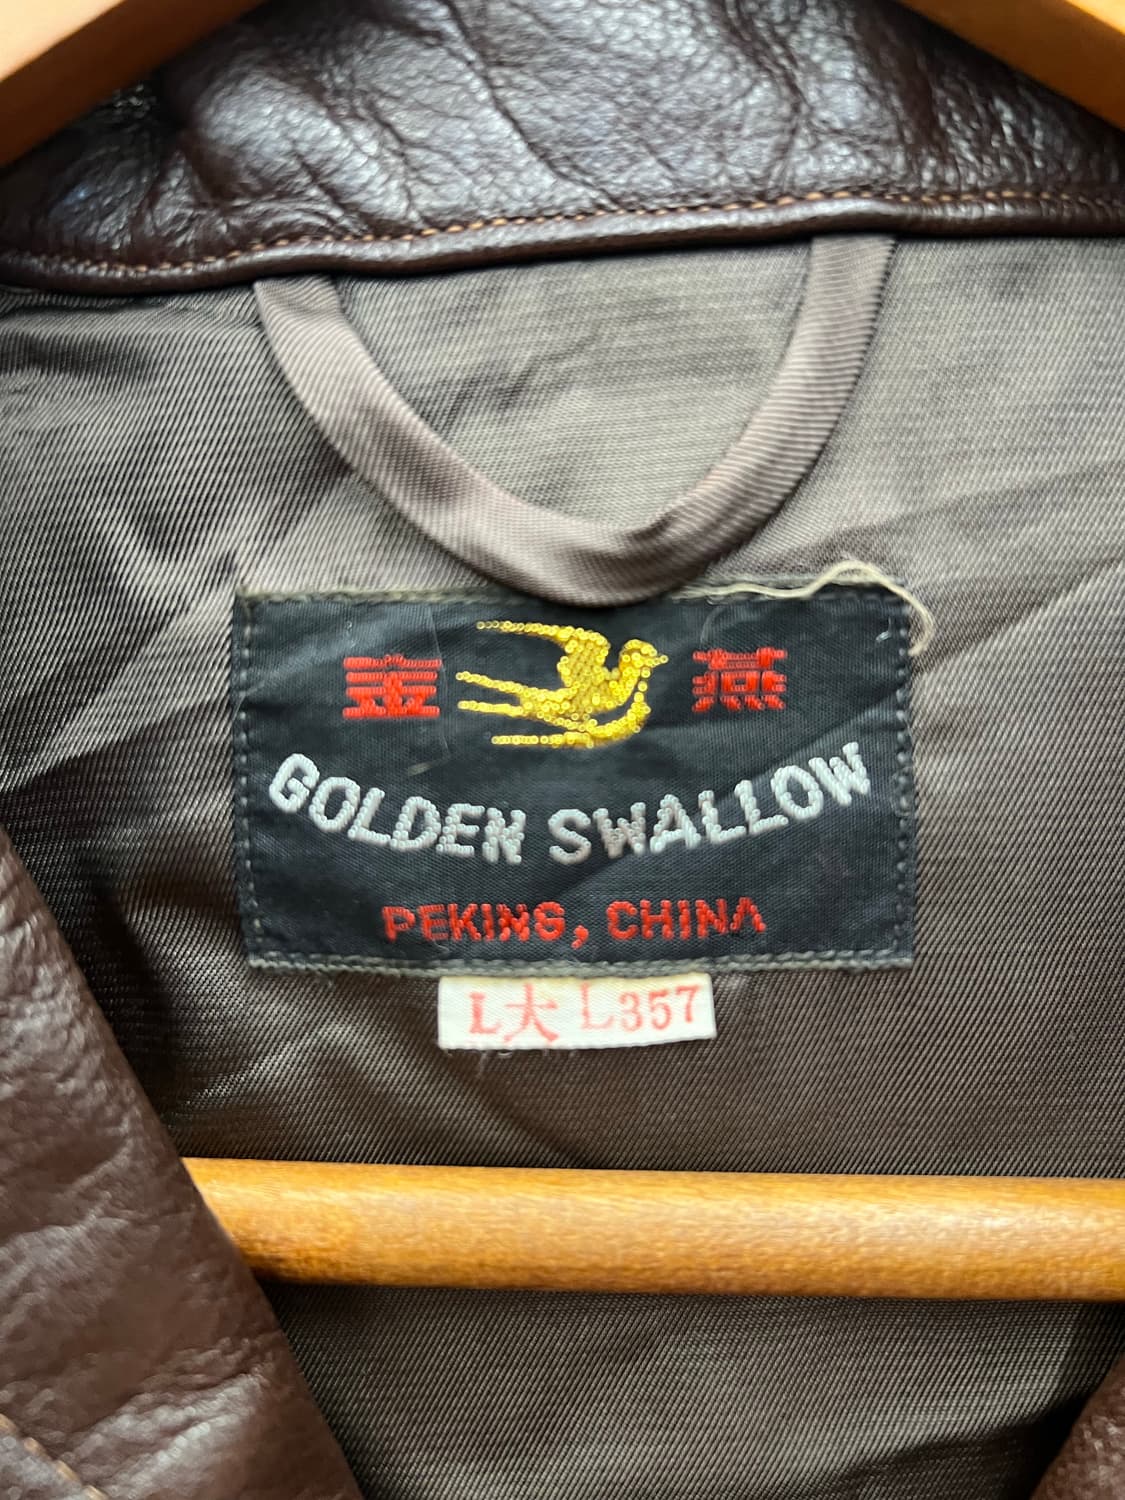 金 燕
GOLDEN SWALLOW
PEKING, CHINA
L大 L357